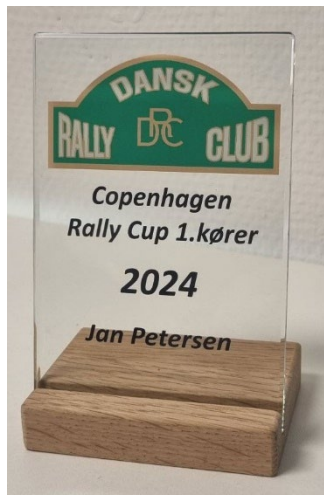 DANSK
RALLY DRC CLUB
Copenhagen
Rally Cup 1.kører
2024
Jan Petersen